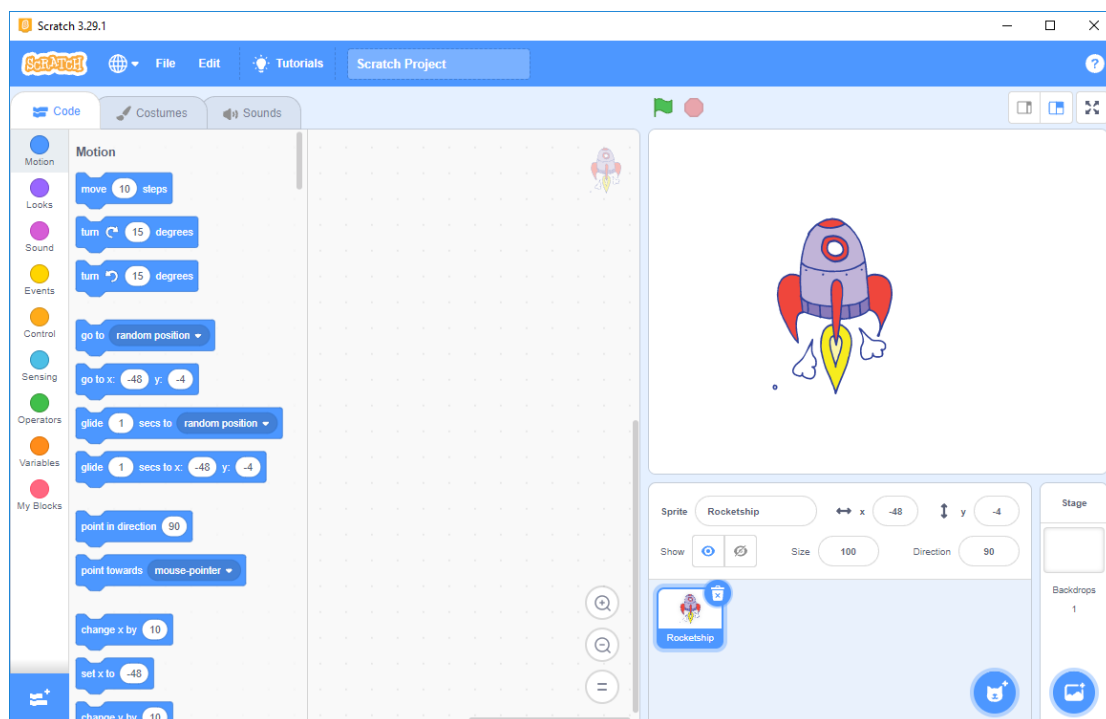 Scratch 3.29.1
SCRATCH File Edit Tutorials Scratch Project ?
Code Costumes Sounds
Motion
Looks
Sound
Events
Control
Sensing
Operators
Variables
My Blocks
Motion
move 10 steps
turn 15 degrees
turn 15 degrees
go to random position
go to x: -48 y: -4
glide 1 secs to random position
glide 1 secs to x: -48 y: -4
point in direction 90
point towards mouse-pointer
change x by 10
set x to -48
change y by 10
Sprite Rocketship x -48 y -4
Show Size 100 Direction 90
Rocketship
Stage
Backdrops
1